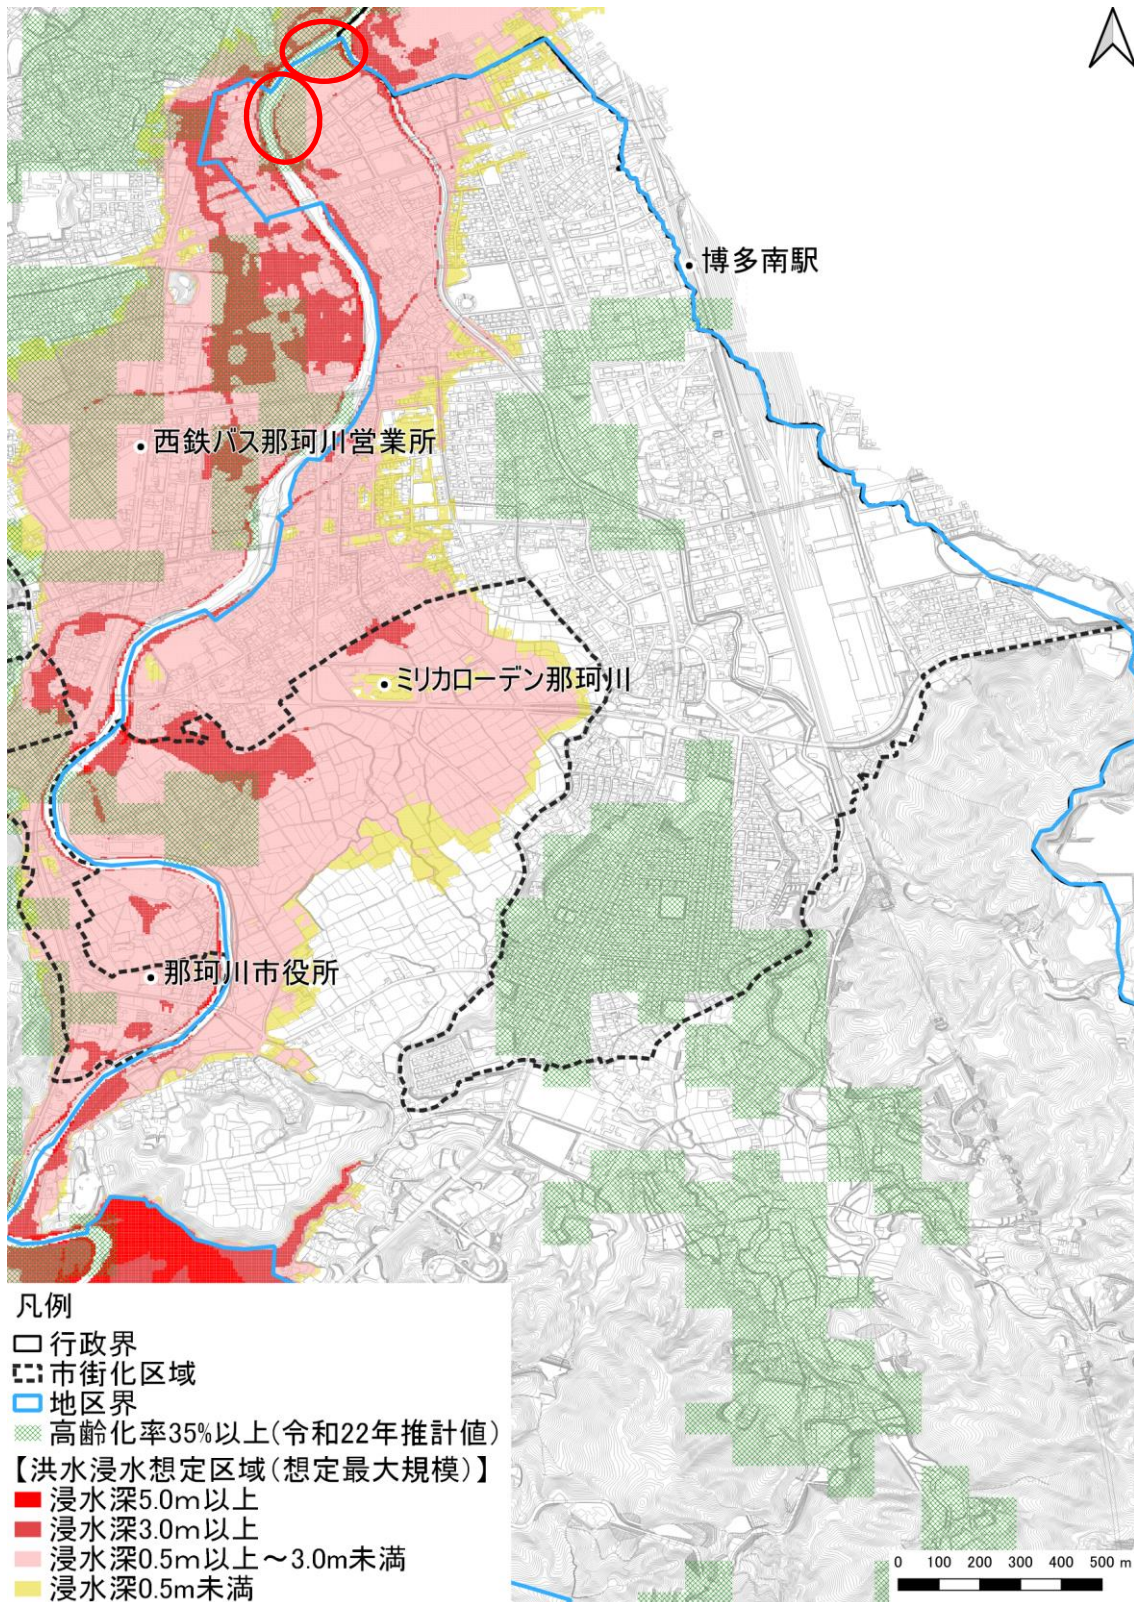 博多南駅
西鉄バス那珂川営業所
ミリカローデン那珂川
那珂川市役所
凡例
行政界
市街化区域
地区界
高齢化率35%以上(令和22年推計値)
【洪水浸水想定区域(想定最大規模)】
浸水深5.0m以上
浸水深3.0m以上
浸水深0.5m以上～3.0m未満
浸水深0.5m未満
0 100 200 300 400 500 m